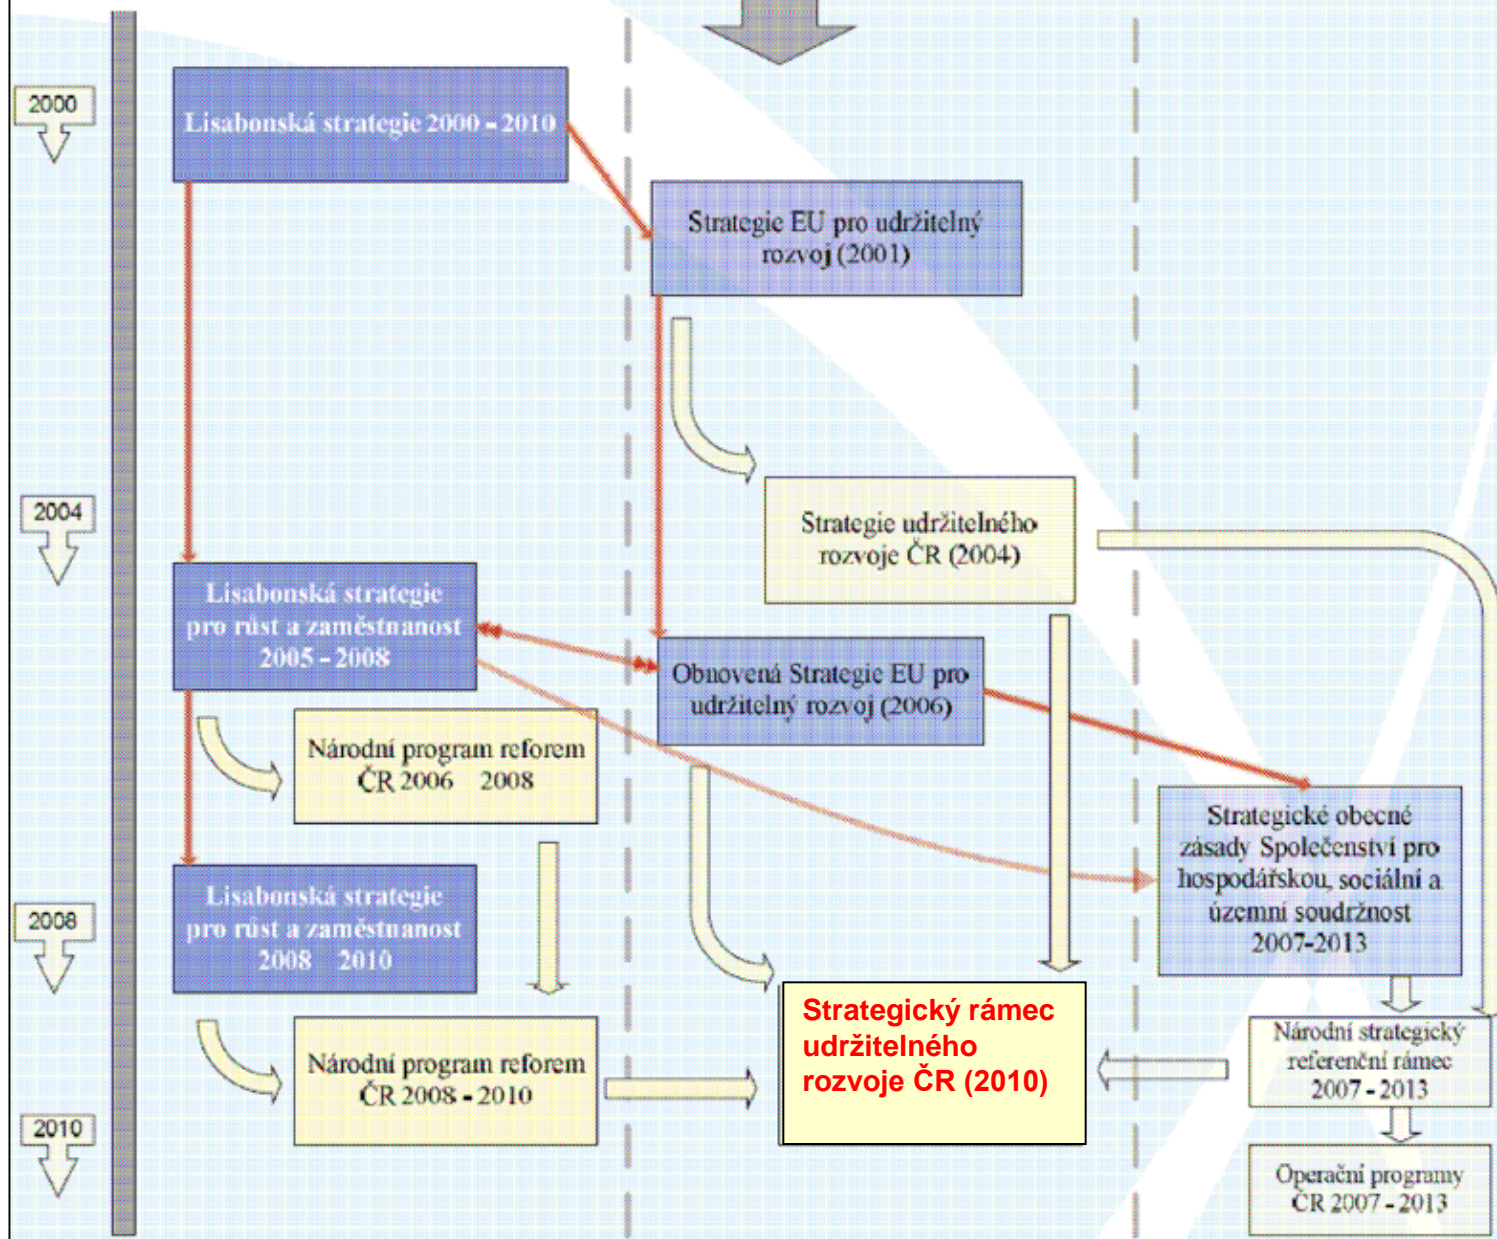 2000
Lisabonská strategie 2000 - 2010
Strategie EU pro udržitelný
rozvoj (2001)
2004
Strategie udržitelného
rozvoje ČR (2004)
Lisabonská strategie
pro růst a zaměstnanost
2005 - 2008
Obnovená Strategie EU pro
udržitelný rozvoj (2006)
Národní program reforem
ČR 2006 2008
Strategické obecné
zásady Společenství pro
hospodářskou, sociální a
územní soudržnost
2007-2013
2008
Lisabonská strategie
pro růst a zaměstnanost
2008 2010
Strategický rámec
udržitelného
rozvoje ČR (2010)
Národní strategický
referenční rámec
2007 - 2013
Národní program reforem
ČR 2008 - 2010
2010
Operační programy
ČR 2007 - 2013